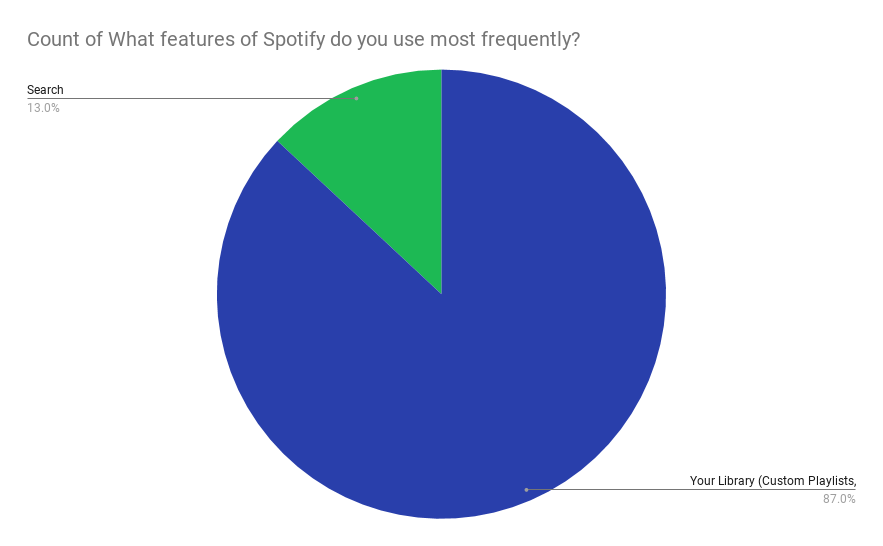 Count of What features of Spotify do you use most frequently?
Search
13.0%
Your Library (Custom Playlists,
87.0%